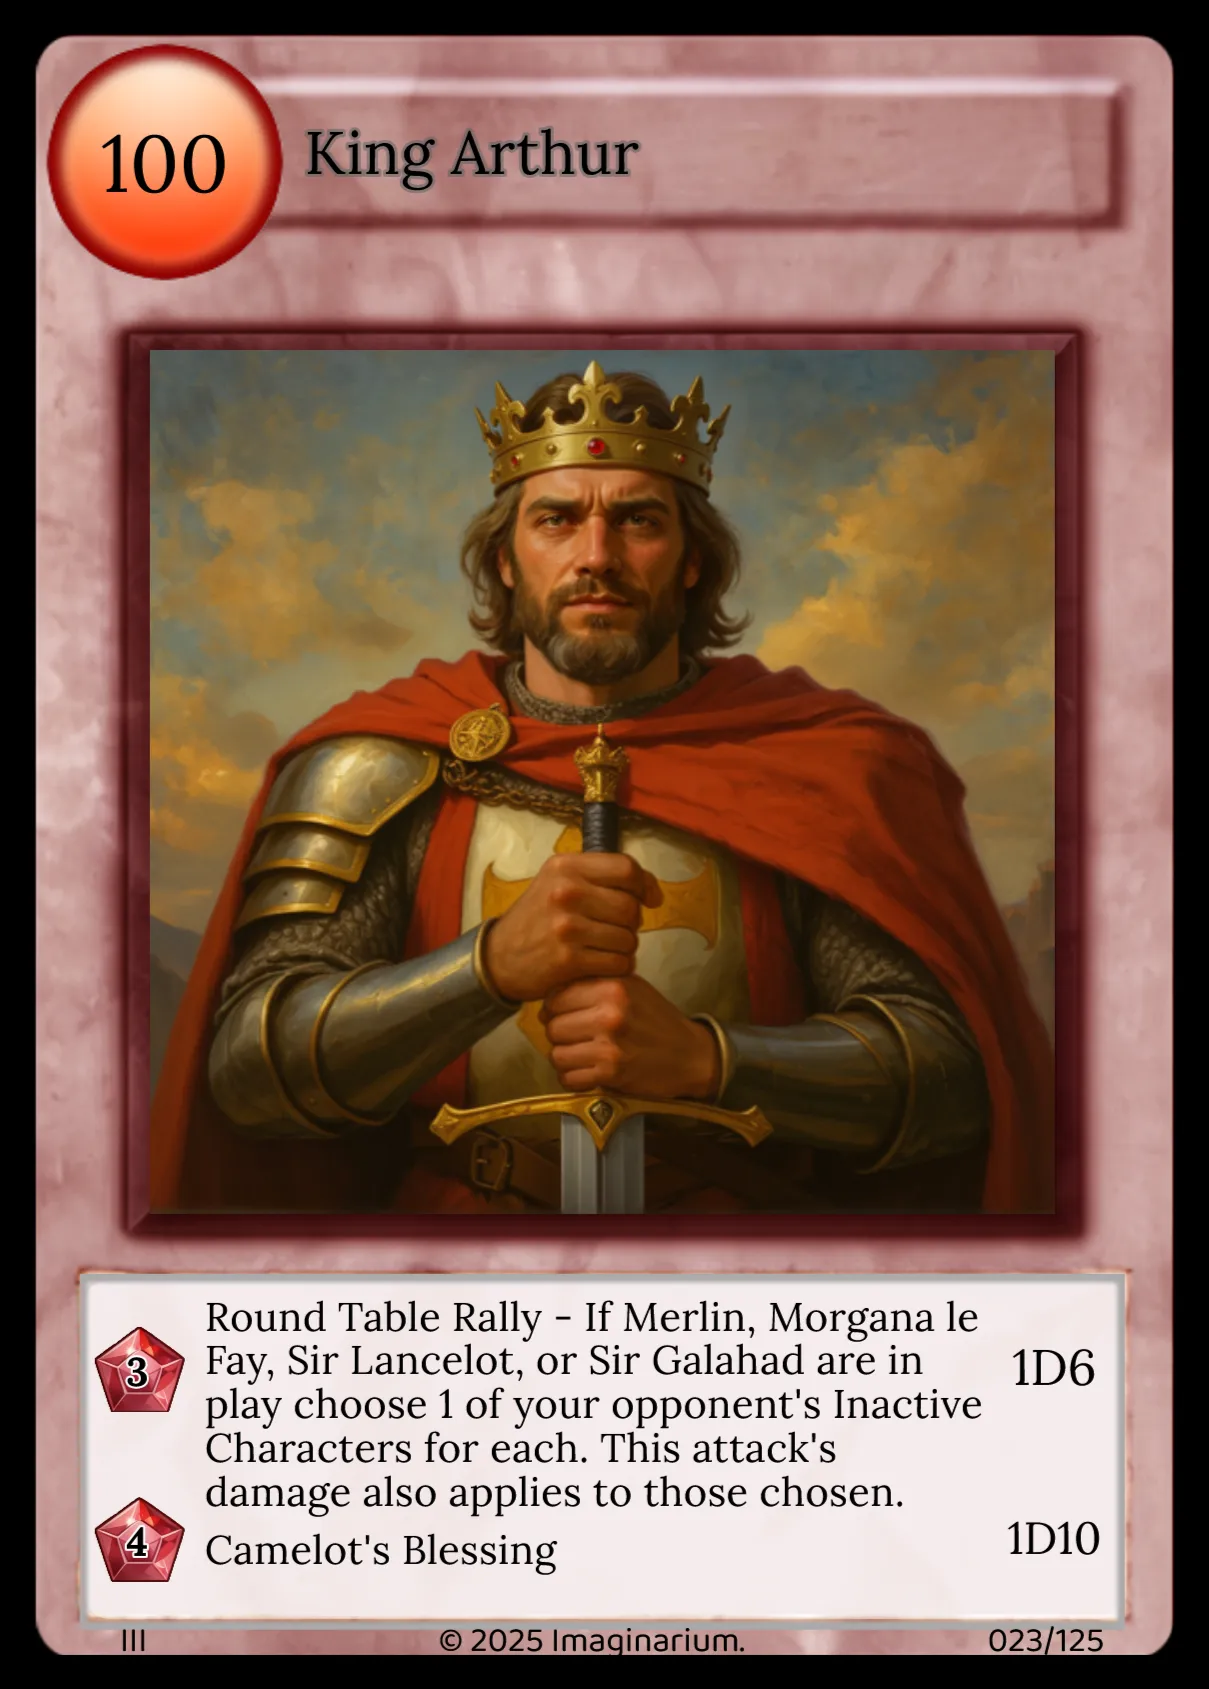 100
King Arthur
3
Round Table Rally - If Merlin, Morgana le
Fay, Sir Lancelot, or Sir Galahad are in
play choose 1 of your opponent's Inactive
Characters for each. This attack's
damage also applies to those chosen.
1D6
4
Camelot's Blessing
1D10
III
© 2025 Imaginarium.
023/125